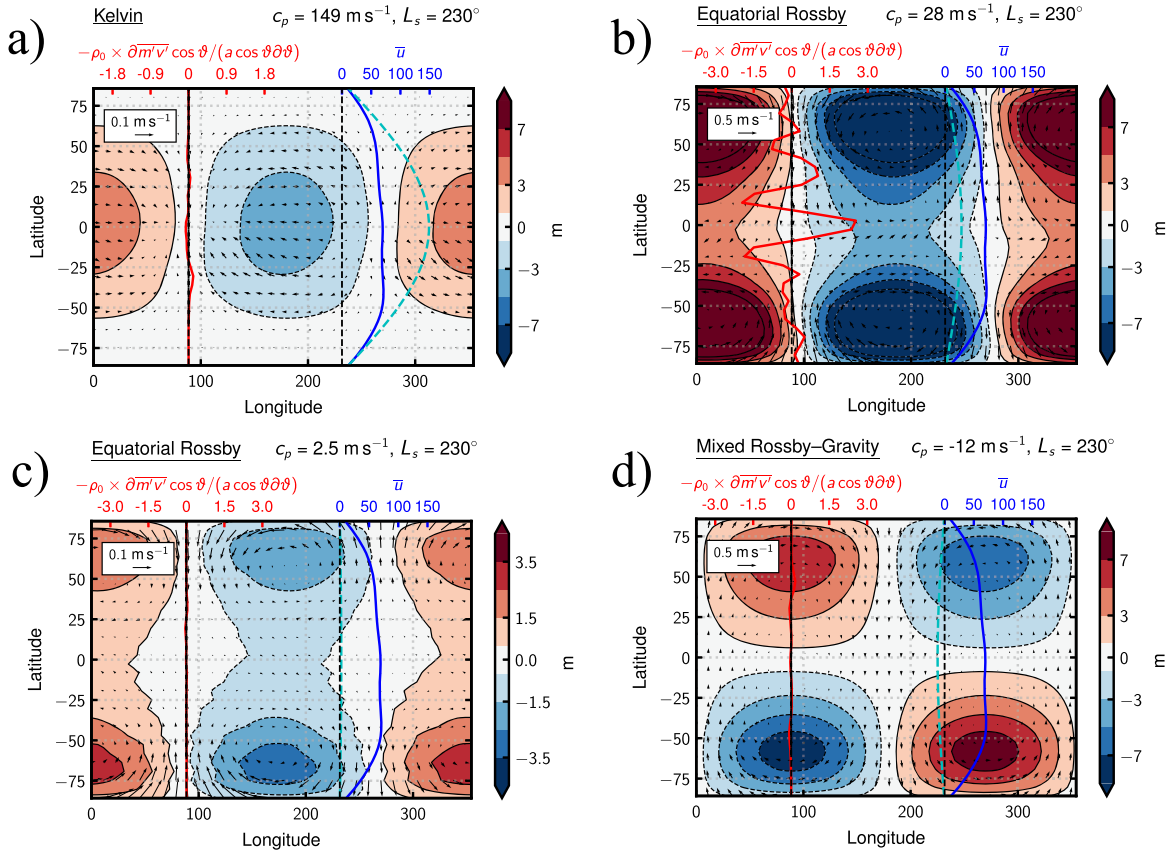 a)
Kelvin
c_p = 149 m s⁻¹, L_s = 230°
−ρ₀ × ∂m′v′ cos ϑ/(a cos ϑ∂ϑ)
u
-1.8 -0.9 0 0.9 1.8 0 50 100 150
0.1 m s⁻¹
75
50
25
0
−25
−50
−75
Latitude
0 100 200 300
Longitude
7
3
0
−3
−7
m
b)
Equatorial Rossby
c_p = 28 m s⁻¹, L_s = 230°
−ρ₀ × ∂m′v′ cos ϑ/(a cos ϑ∂ϑ)
u
-3.0 -1.5 0 1.5 3.0 0 50 100 150
0.5 m s⁻¹
75
50
25
0
−25
−50
−75
Latitude
0 100 200 300
Longitude
7
3
0
−3
−7
m
c)
Equatorial Rossby
c_p = 2.5 m s⁻¹, L_s = 230°
−ρ₀ × ∂m′v′ cos ϑ/(a cos ϑ∂ϑ)
u
-3.0 -1.5 0 1.5 3.0 0 50 100 150
0.1 m s⁻¹
75
50
25
0
−25
−50
−75
Latitude
0 100 200 300
Longitude
3.5
1.5
0.0
−1.5
−3.5
m
d)
Mixed Rossby–Gravity
c_p = -12 m s⁻¹, L_s = 230°
−ρ₀ × ∂m′v′ cos ϑ/(a cos ϑ∂ϑ)
u
-3.0 -1.5 0 1.5 3.0 0 50 100 150
0.5 m s⁻¹
75
50
25
0
−25
−50
−75
Latitude
0 100 200 300
Longitude
7
3
0
−3
−7
m